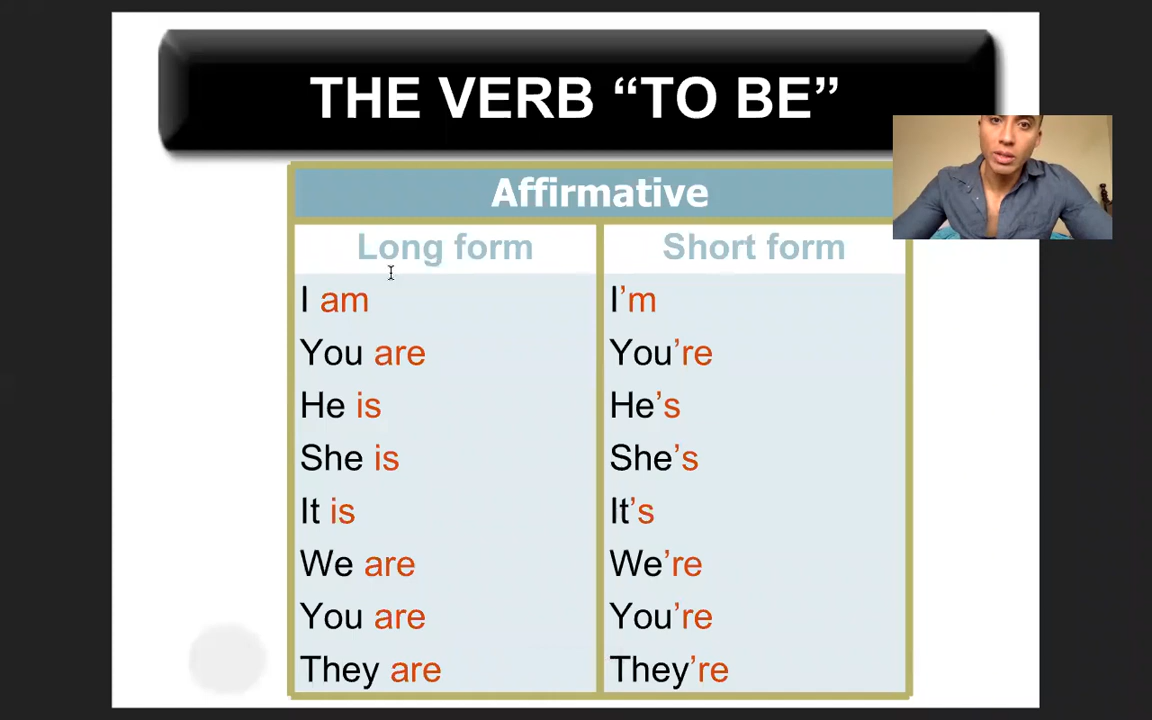 THE VERB “TO BE”
Affirmative
Long form Short form
I am I’m
You are You’re
He is He’s
She is She’s
It is It’s
We are We’re
You are You’re
They are They’re